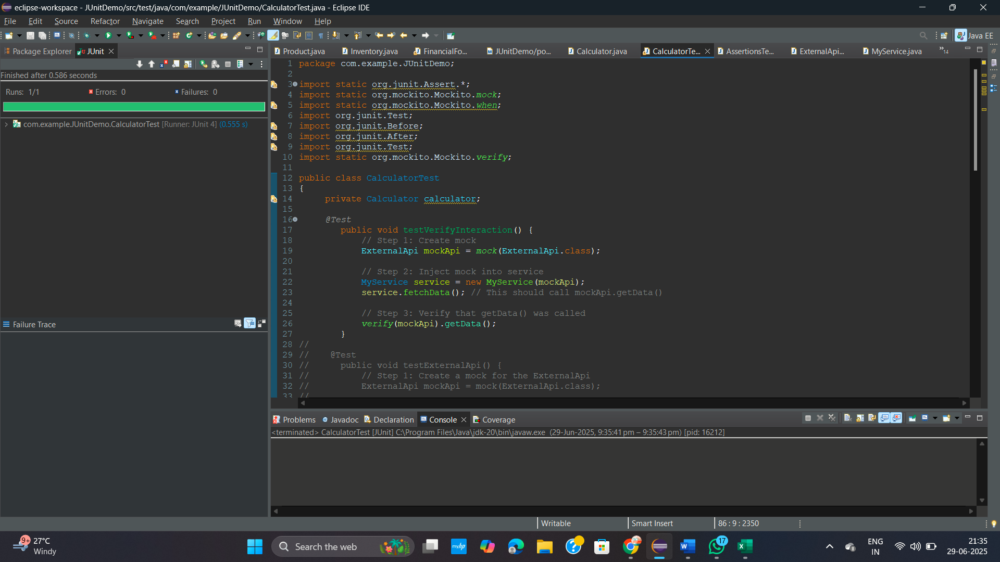 eclipse-workspace - JUnitDemo/src/test/java/com/example/JUnitDemo/CalculatorTest.java - Eclipse IDE
File Edit Source Refactor Navigate Search Project Run Window Help
Java EE
Package Explorer JUnit
Finished after 0.586 seconds
Runs: 1/1 Errors: 0 Failures: 0
com.example.JUnitDemo.CalculatorTest [Runner: JUnit 4] (0.555 s)
Failure Trace
Product.java Inventory.java FinancialFo... JUnitDemo/po... Calculator.java CalculatorTe... AssertionsTe... ExternalApi... MyService.java »14
1 package com.example.JUnitDemo;
2
3 import static org.junit.Assert.*;
4 import static org.mockito.Mockito.mock;
5 import static org.mockito.Mockito.when;
6 import org.junit.Test;
7 import org.junit.Before;
8 import org.junit.After;
9 import org.junit.Test;
10 import static org.mockito.Mockito.verify;
11
12 public class CalculatorTest
13 {
14 private Calculator calculator;
15
16 @Test
17 public void testVerifyInteraction() {
18 // Step 1: Create mock
19 ExternalApi mockApi = mock(ExternalApi.class);
20
21 // Step 2: Inject mock into service
22 MyService service = new MyService(mockApi);
23 service.fetchData(); // This should call mockApi.getData()
24
25 // Step 3: Verify that getData() was called
26 verify(mockApi).getData();
27 }
28 //
29 // @Test
30 // public void testExternalApi() {
31 // // Step 1: Create a mock for the ExternalApi
32 // ExternalApi mockApi = mock(ExternalApi.class);
33 //
Problems Javadoc Declaration Console Coverage
<terminated> CalculatorTest [JUnit] C:\Program Files\Java\jdk-20\bin\javaw.exe (29-Jun-2025, 9:35:41 pm – 9:35:43 pm) [pid: 16212]
Writable Smart Insert 86 : 9 : 2350
9+ 27°C
Windy
Search the web
myhp
17
ENG
IN
21:35
29-06-2025